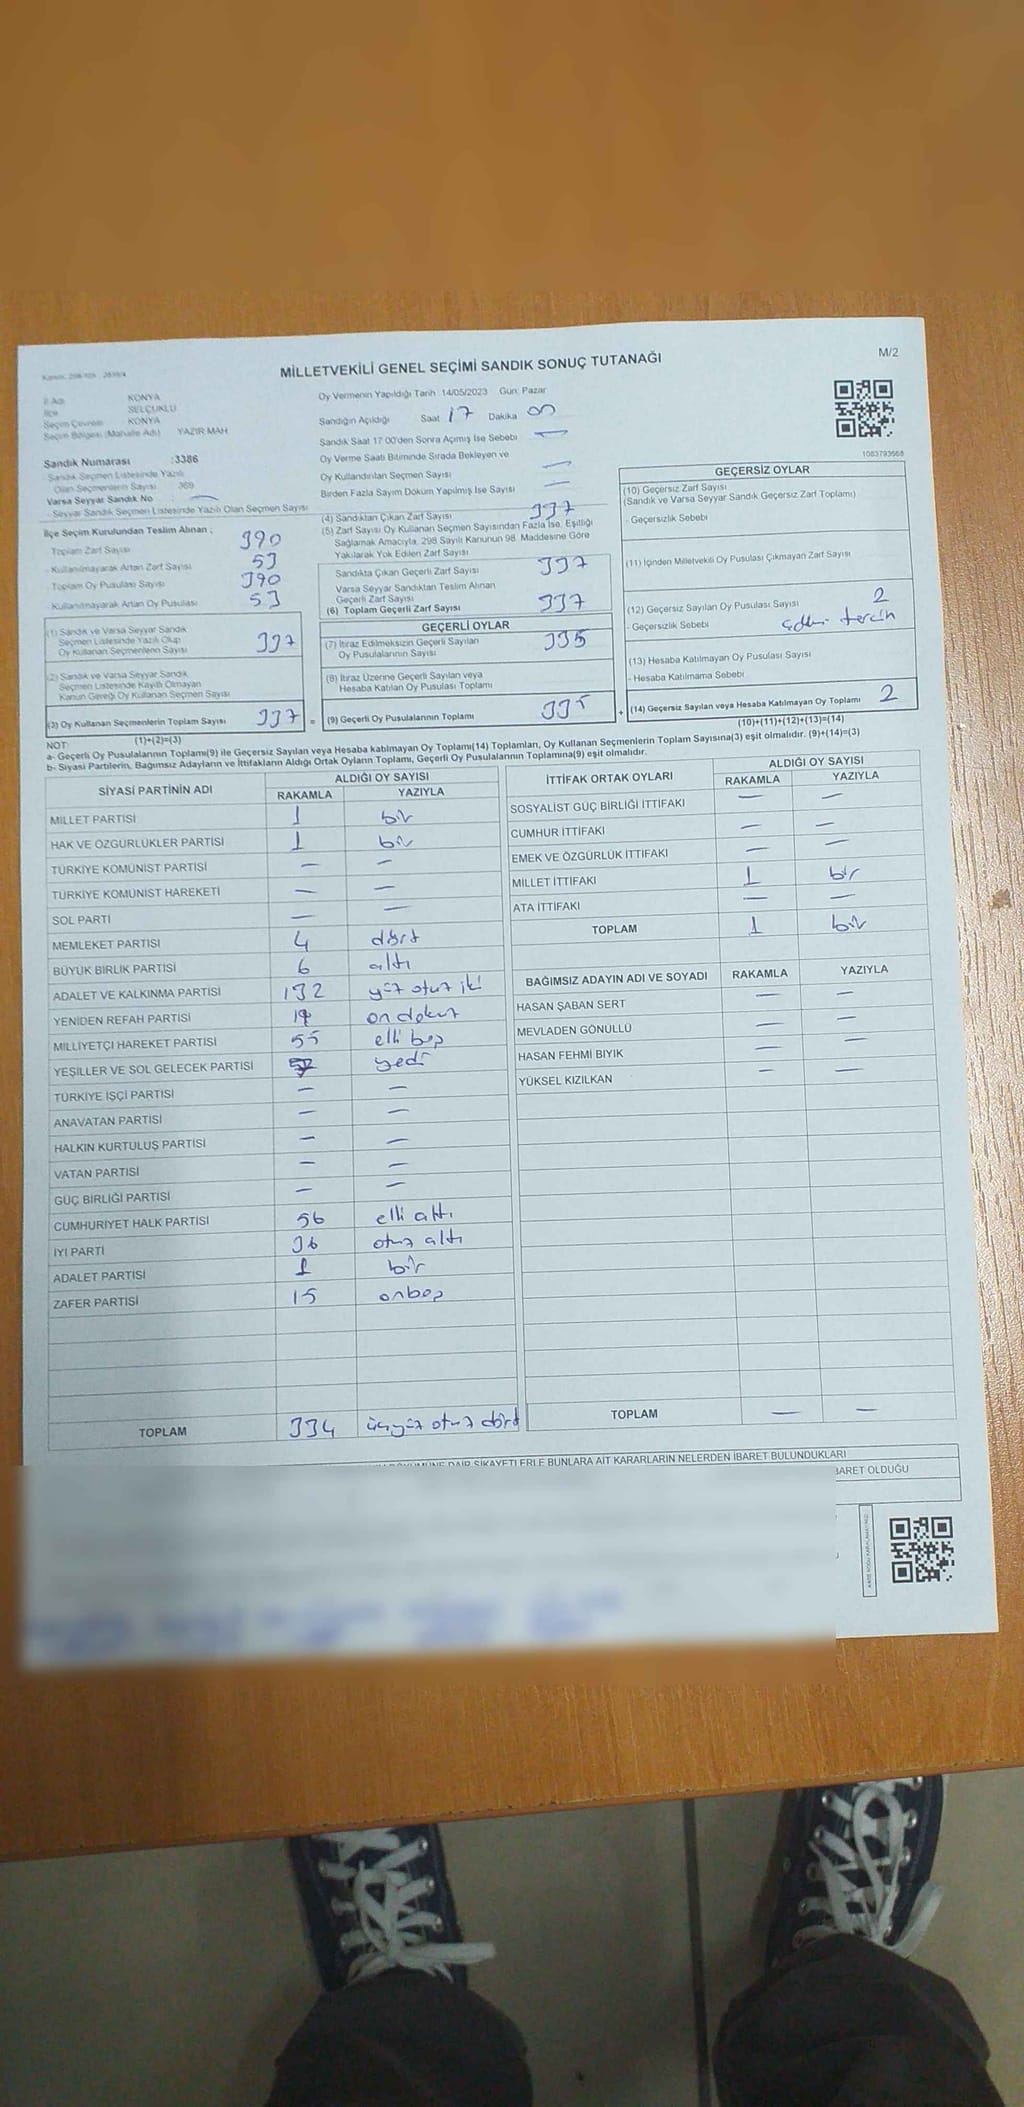 MİLLETVEKİLİ GENEL SEÇİMİ SANDIK SONUÇ TUTANAĞI
M/2
İl Adı KONYA
İlçe SELÇUKLU
Seçim Çevresi KONYA
Seçim Bölgesi (Mahalle Adı) YAZIR MAH
Sandık Numarası :3386
Sandık Seçmen Listesinde Yazılı
Olan Seçmenlerin Sayısı : 369
Varsa Seyyar Sandık No : —
- Seyyar Sandık Seçmen Listesinde Yazılı Olan Seçmen Sayısı
İlçe Seçim Kurulundan Teslim Alınan ;
- Toplam Zarf Sayısı 390
- Kullanılmayarak Artan Zarf Sayısı 53
- Toplam Oy Pusulası Sayısı 390
- Kullanılmayarak Artan Oy Pusulası 53
(1) Sandık ve Varsa Seyyar Sandık
Seçmen Listesinde Yazılı Olup
Oy Kullanan Seçmenlerin Sayısı 337
(2) Sandık ve Varsa Seyyar Sandık
Seçmen Listesinde Kayıtlı Olmayan
Kanun Gereği Oy Kullanan Seçmen Sayısı
(3) Oy Kullanan Seçmenlerin Toplam Sayısı 337 =
(1)+(2)=(3)
Oy Vermenin Yapıldığı Tarih 14/05/2023 Gün: Pazar
Sandığın Açıldığı Saat 17 Dakika 00
Sandık Saat 17:00'den Sonra Açımış İse Sebebi —
Oy Verme Saati Bitiminde Sırada Bekleyen ve
Oy Kullandırılan Seçmen Sayısı —
Birden Fazla Sayım Döküm Yapılmış İse Sayısı —
(4) Sandıktan Çıkan Zarf Sayısı 337
(5) Zarf Sayısı Oy Kullanan Seçmen Sayısından Fazla İse, Eşitliği
Sağlamak Amacıyla, 298 Sayılı Kanunun 98. Maddesine Göre
Yakılarak Yok Edilen Zarf Sayısı
Sandıkta Çıkan Geçerli Zarf Sayısı 337
Varsa Seyyar Sandıktan Teslim Alınan
Geçerli Zarf Sayısı
(6) Toplam Geçerli Zarf Sayısı 337
GEÇERLİ OYLAR
(7) İtiraz Edilmeksizin Geçerli Sayılan
Oy Pusulalarının Sayısı 335
(8) İtiraz Üzerine Geçerli Sayılan veya
Hesaba Katılan Oy Pusulası Toplamı
(9) Geçerli Oy Pusulalarının Toplamı 335 +
1083793668
GEÇERSİZ OYLAR
(10) Geçersiz Zarf Sayısı
(Sandık ve Varsa Seyyar Sandık Geçersiz Zarf Toplamı)
- Geçersizlik Sebebi
(11) İçinden Milletvekili Oy Pusulası Çıkmayan Zarf Sayısı
(12) Geçersiz Sayılan Oy Pusulası Sayısı 2
- Geçersizlik Sebebi tercih
(13) Hesaba Katılmayan Oy Pusulası Sayısı
- Hesaba Katılmama Sebebi
(14) Geçersiz Sayılan veya Hesaba Katılmayan Oy Toplamı 2
(10)+(11)+(12)+(13)=(14)
NOT:
a- Geçerli Oy Pusulalarının Toplamı(9) ile Geçersiz Sayılan veya Hesaba katılmayan Oy Toplamı(14) Toplamları, Oy Kullanan Seçmenlerin Toplam Sayısına(3) eşit olmalıdır. (9)+(14)=(3)
b- Siyasi Partilerin, Bağımsız Adayların ve İttifakların Aldığı Ortak Oyların Toplamı, Geçerli Oy Pusulalarının Toplamına(9) eşit olmalıdır.
SİYASİ PARTİNİN ADI ALDIĞI OY SAYISI
RAKAMLA YAZIYLA
MİLLET PARTİSİ 1 bir
HAK VE ÖZGÜRLÜKLER PARTİSİ 1 bir
TÜRKİYE KOMÜNİST PARTİSİ — —
TÜRKİYE KOMÜNİST HAREKETİ — —
SOL PARTİ — —
MEMLEKET PARTİSİ 4 dört
BÜYÜK BİRLİK PARTİSİ 6 altı
ADALET VE KALKINMA PARTİSİ 132 yüz otuz iki
YENİDEN REFAH PARTİSİ 19 on dokuz
MİLLİYETÇİ HAREKET PARTİSİ 55 elli beş
YEŞİLLER VE SOL GELECEK PARTİSİ 7 yedi
TÜRKİYE İŞÇİ PARTİSİ — —
ANAVATAN PARTİSİ — —
HALKIN KURTULUŞ PARTİSİ — —
VATAN PARTİSİ — —
GÜÇ BİRLİĞİ PARTİSİ — —
CUMHURİYET HALK PARTİSİ 56 elli altı
İYİ PARTİ 36 otuz altı
ADALET PARTİSİ 1 bir
ZAFER PARTİSİ 15 onbeş
TOPLAM 334 üçyüz otuz dört
İTTİFAK ORTAK OYLARI ALDIĞI OY SAYISI
RAKAMLA YAZIYLA
SOSYALİST GÜÇ BİRLİĞİ İTTİFAKI — —
CUMHUR İTTİFAKI — —
EMEK VE ÖZGÜRLÜK İTTİFAKI — —
MİLLET İTTİFAKI 1 bir
ATA İTTİFAKI — —
TOPLAM 1 bir
BAĞIMSIZ ADAYIN ADI VE SOYADI RAKAMLA YAZIYLA
HASAN ŞABAN SERT — —
MEVLADEN GÖNÜLLÜ — —
HASAN FEHMİ BIYIK — —
YÜKSEL KIZILKAN — —
TOPLAM — —
DAİR ŞİKAYETLERLE BUNLARA AİT KARARLARIN NELERDEN İBARET BULUNDUKLARI
BARET OLDUĞU